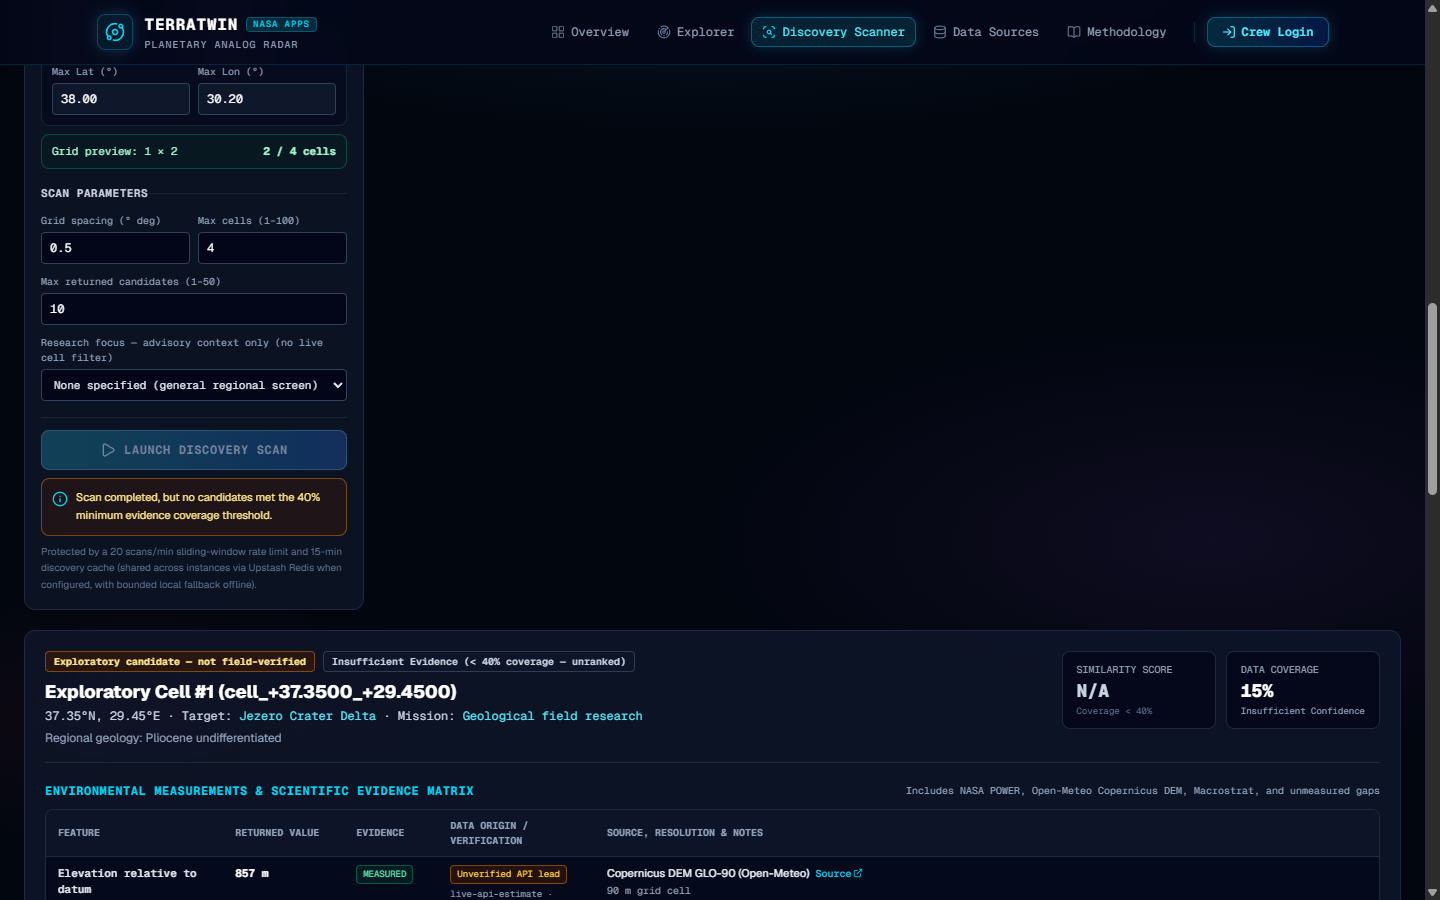 TERRATWIN NASA APPS
PLANETARY ANALOG RADAR
Overview
Explorer
Discovery Scanner
Data Sources
Methodology
Crew Login
Max Lat (°) Max Lon (°)
38.00 30.20
Grid preview: 1 × 2 2 / 4 cells
SCAN PARAMETERS
Grid spacing (° deg) Max cells (1–100)
0.5 4
Max returned candidates (1–50)
10
Research focus — advisory context only (no live
cell filter)
None specified (general regional screen)
LAUNCH DISCOVERY SCAN
Scan completed, but no candidates met the 40%
minimum evidence coverage threshold.
Protected by a 20 scans/min sliding-window rate limit and 15-min
discovery cache (shared across instances via Upstash Redis when
configured, with bounded local fallback offline).
Exploratory candidate — not field-verified
Insufficient Evidence (< 40% coverage — unranked)
Exploratory Cell #1 (cell_+37.3500_+29.4500)
37.35°N, 29.45°E · Target: Jezero Crater Delta · Mission: Geological field research
Regional geology: Pliocene undifferentiated
SIMILARITY SCORE
N/A
Coverage < 40%
DATA COVERAGE
15%
Insufficient Confidence
ENVIRONMENTAL MEASUREMENTS & SCIENTIFIC EVIDENCE MATRIX
Includes NASA POWER, Open-Meteo Copernicus DEM, Macrostrat, and unmeasured gaps
FEATURE
RETURNED VALUE
EVIDENCE
DATA ORIGIN /
VERIFICATION
SOURCE, RESOLUTION & NOTES
Elevation relative to
datum
857 m
MEASURED
Unverified API lead
live-api-estimate ·
Copernicus DEM GLO-90 (Open-Meteo) Source
90 m grid cell